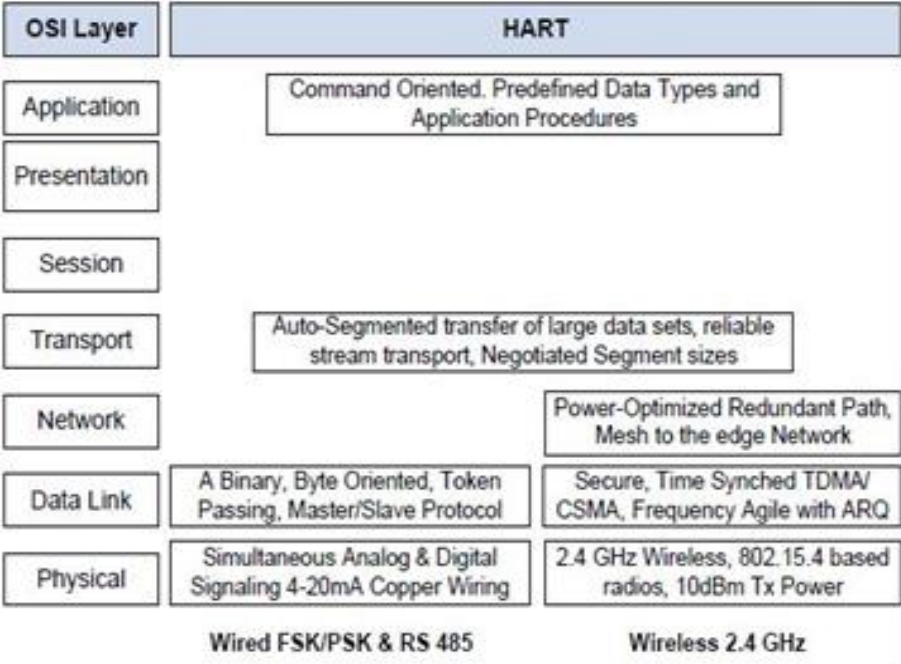 OSI Layer
HART
Application
Command Oriented. Predefined Data Types and
Application Procedures
Presentation
Session
Transport
Auto-Segmented transfer of large data sets, reliable
stream transport, Negotiated Segment sizes
Network
Power-Optimized Redundant Path,
Mesh to the edge Network
Data Link
A Binary, Byte Oriented, Token
Passing, Master/Slave Protocol
Secure, Time Synched TDMA/
CSMA, Frequency Agile with ARQ
Physical
Simultaneous Analog & Digital
Signaling 4-20mA Copper Wiring
2.4 GHz Wireless, 802.15.4 based
radios, 10dBm Tx Power
Wired FSK/PSK & RS 485
Wireless 2.4 GHz